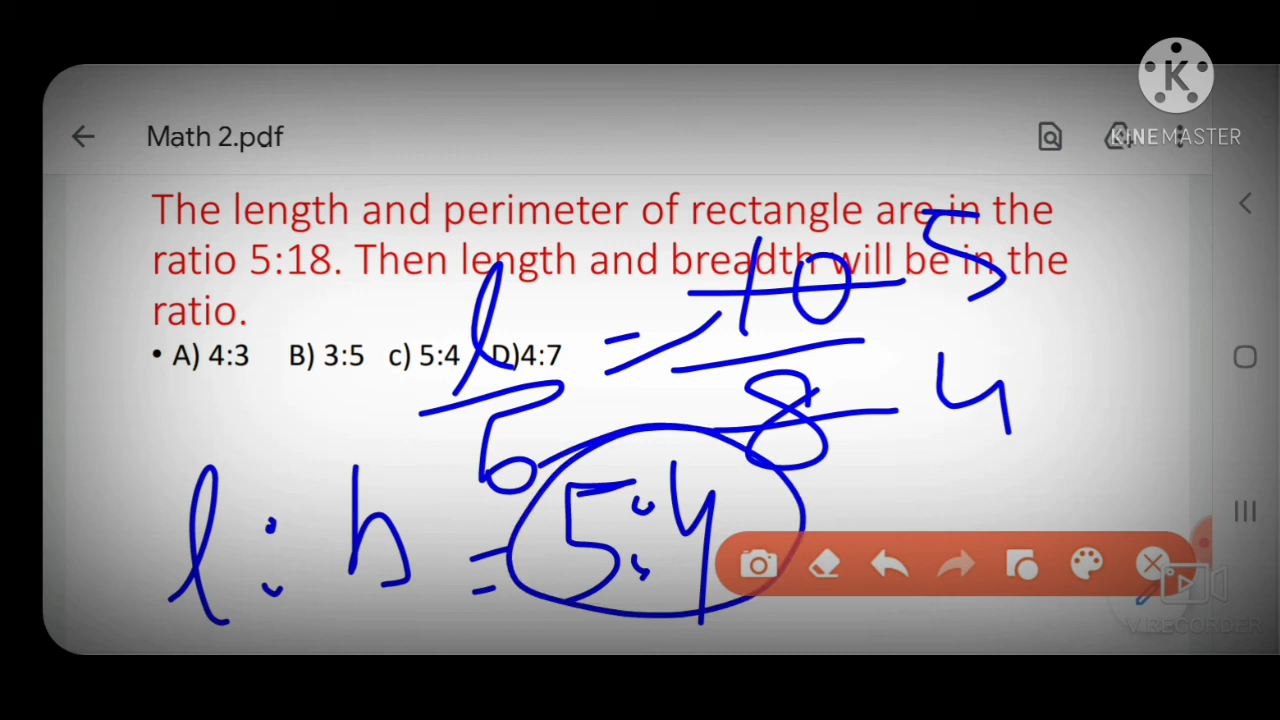 K
KINEMASTER
Math 2.pdf
The length and perimeter of rectangle are in the
ratio 5:18. Then length and breadth will be in the
ratio.
• A) 4:3 B) 3:5 c) 5:4 D)4:7
l/b = 10/8
5
4
l : b = 5:4
V RECORDER